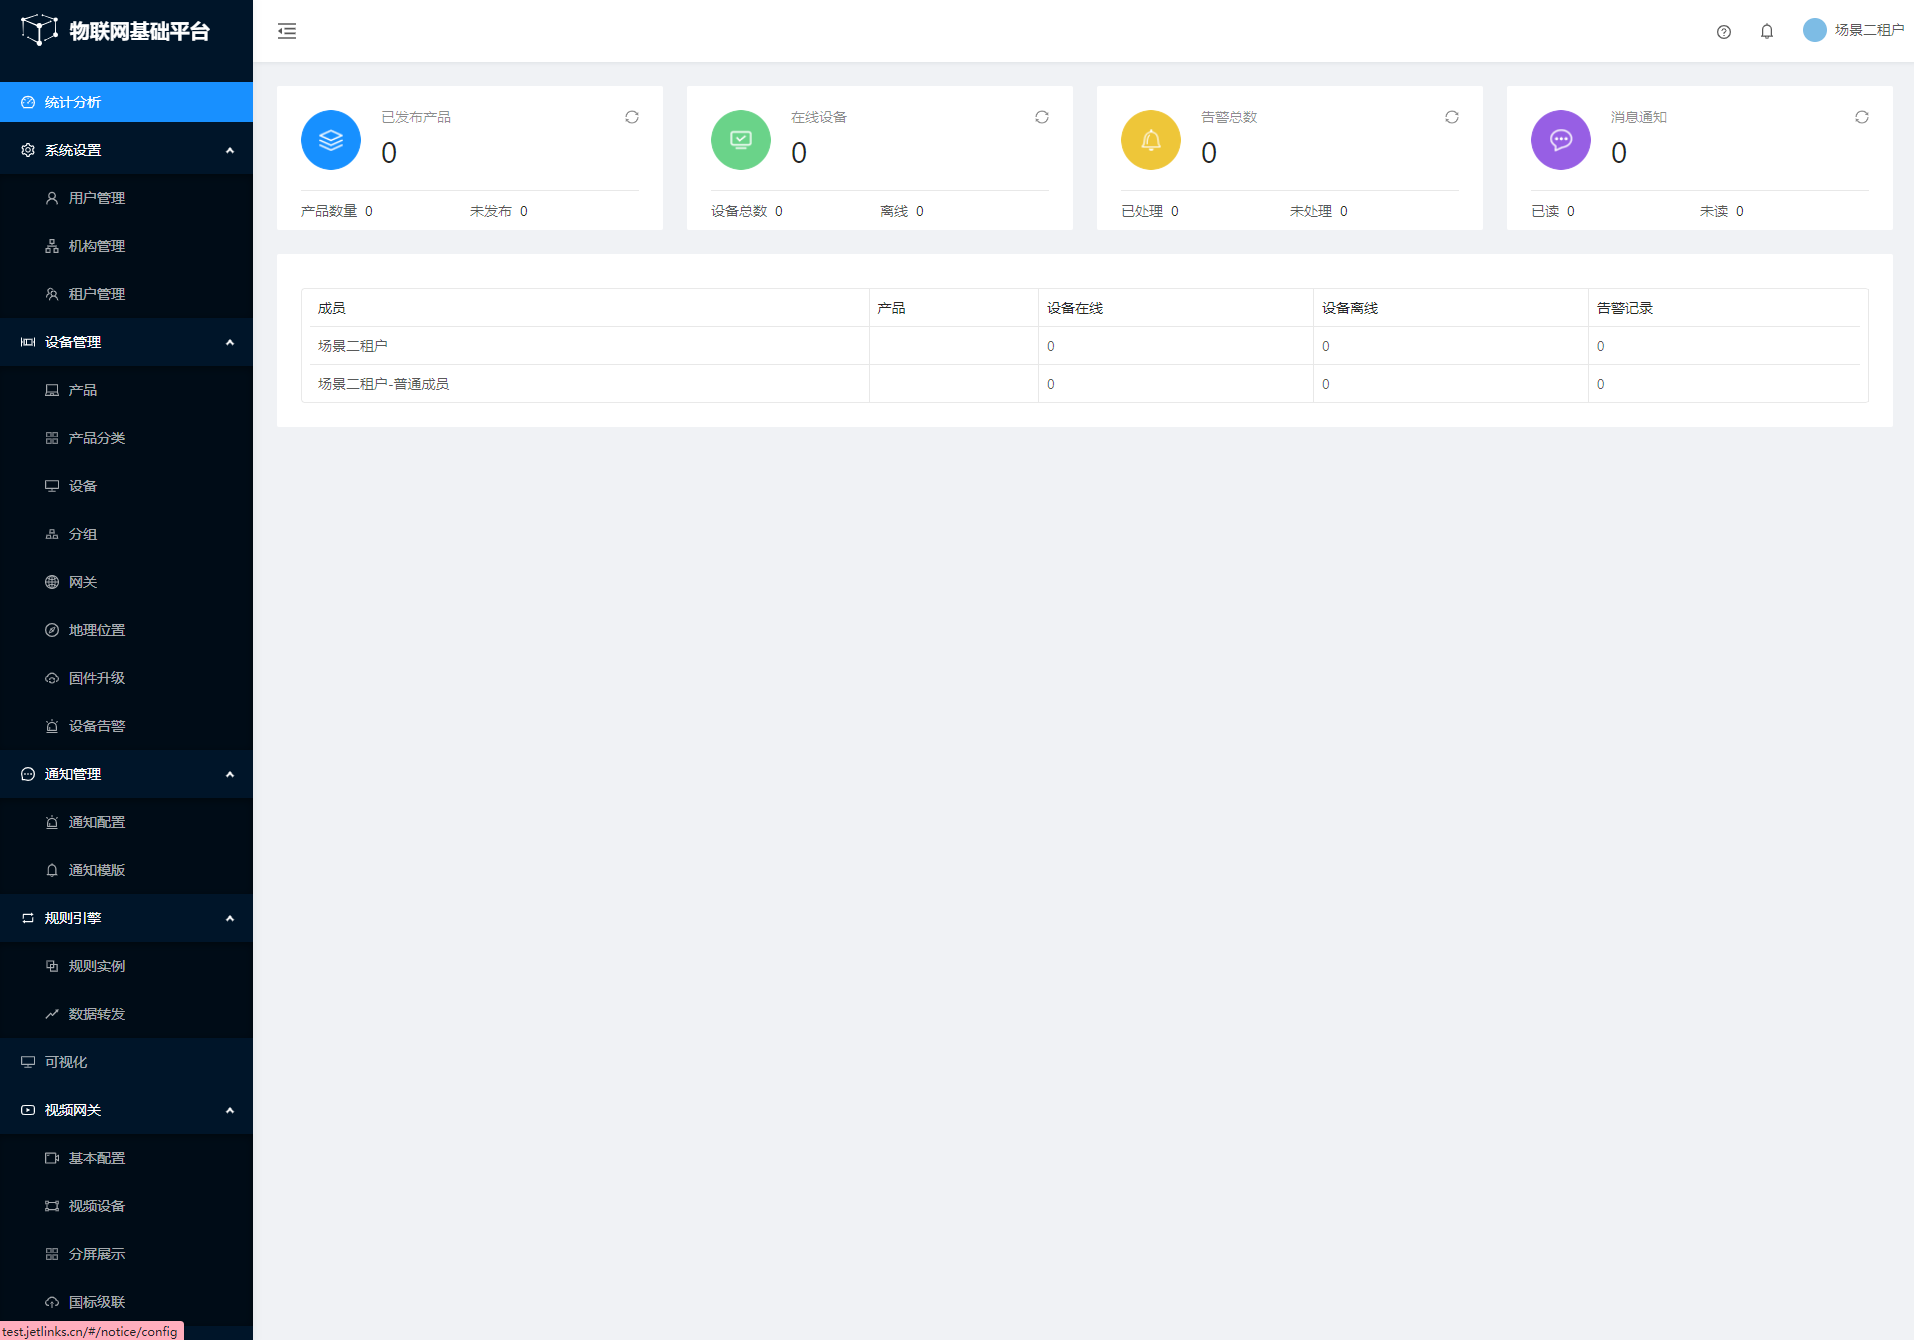 物联网基础平台
统计分析
系统设置
用户管理
机构管理
租户管理
设备管理
产品
产品分类
设备
分组
网关
地理位置
固件升级
设备告警
通知管理
通知配置
通知模版
规则引擎
规则实例
数据转发
可视化
视频网关
基本配置
视频设备
分屏展示
国标级联
test.jetlinks.cn/#/notice/config
场景二租户
已发布产品
0
产品数量 0 未发布 0
在线设备
0
设备总数 0 离线 0
告警总数
0
已处理 0 未处理 0
消息通知
0
已读 0 未读 0
成员 产品 设备在线 设备离线 告警记录
场景二租户 0 0 0
场景二租户-普通成员 0 0 0